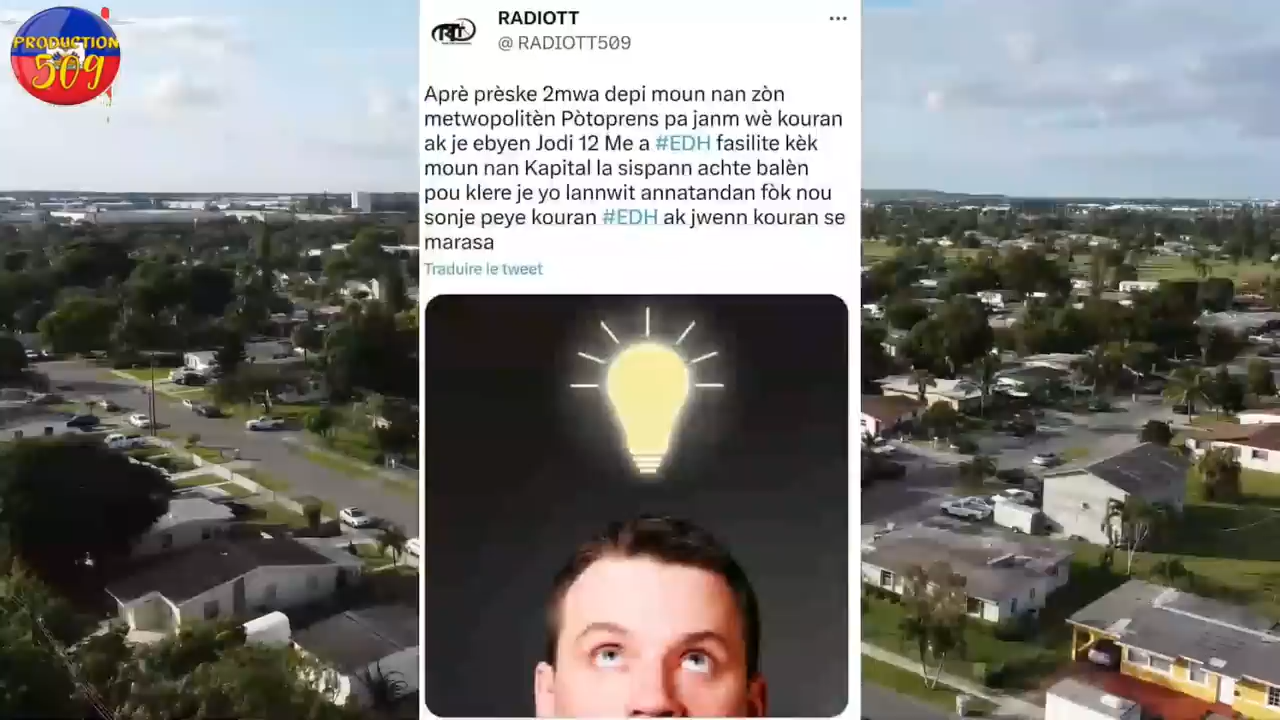 PRODUCTION
509
RADIOTT
@ RADIOTT509
Aprè prèske 2mwa depi moun nan zòn
metwopolitèn Pòtoprens pa janm wè kouran
ak je ebyen Jodi 12 Me a #EDH fasilite kèk
moun nan Kapital la sispann achte balèn
pou klere je yo lannwit annatandan fòk nou
sonje peye kouran #EDH ak jwenn kouran se
marasa
Traduire le tweet